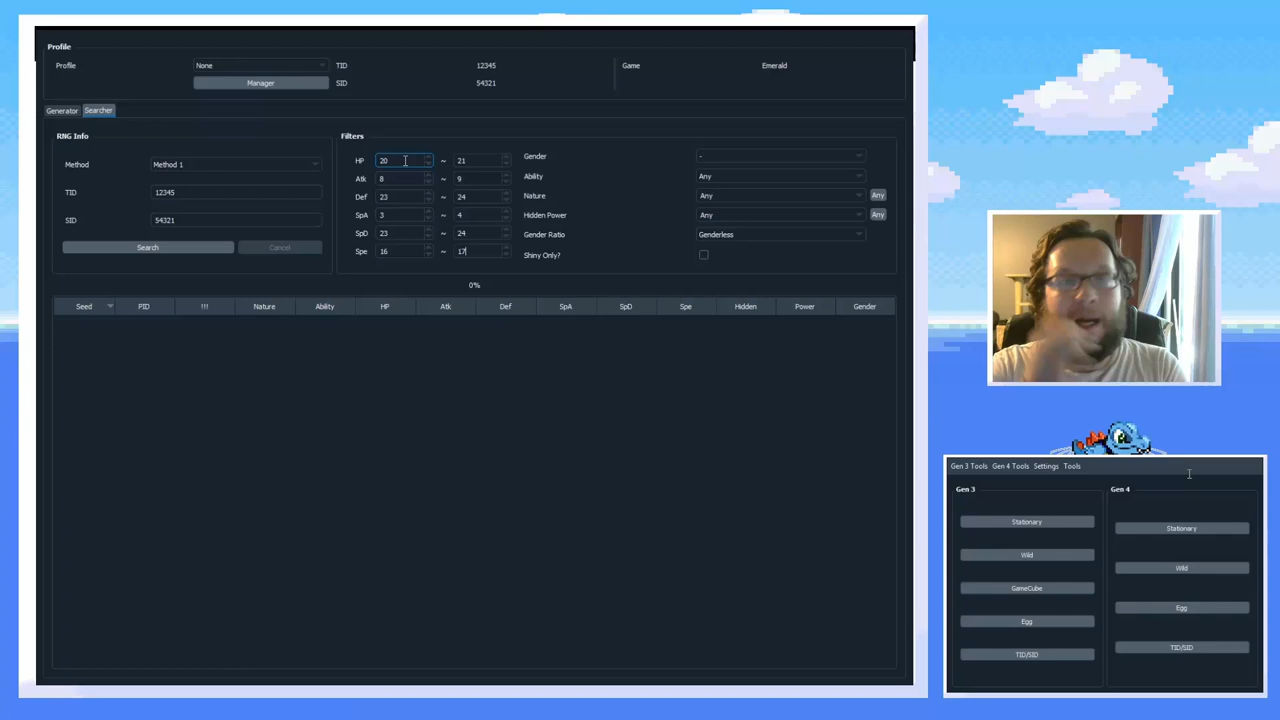 Profile
Profile None TID 12345 Game Emerald
Manager SID 54321
Generator Searcher
RNG Info
Method Method 1
TID 12345
SID 54321
Search Cancel
Filters
HP 20 ~ 21 Gender -
Atk 8 ~ 9 Ability Any
Def 23 ~ 24 Nature Any Any
SpA 3 ~ 4 Hidden Power Any Any
SpD 23 ~ 24 Gender Ratio Genderless
Spe 16 ~ 17 Shiny Only?
0%
Seed PID !!! Nature Ability HP Atk Def SpA SpD Spe Hidden Power Gender
Gen 3 Tools Gen 4 Tools Settings Tools
Gen 3
Stationary
Wild
GameCube
Egg
TID/SID
Gen 4
Stationary
Wild
Egg
TID/SID